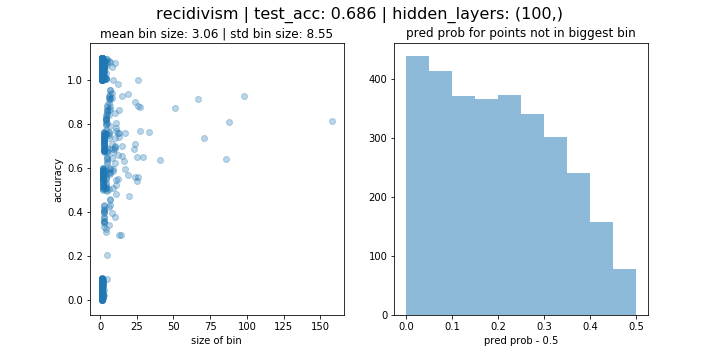 recidivism | test_acc: 0.686 | hidden_layers: (100,)
mean bin size: 3.06 | std bin size: 8.55
1.0
0.8
0.6
0.4
0.2
0.0
accuracy
0 25 50 75 100 125 150
size of bin
pred prob for points not in biggest bin
400
300
200
100
0
0.0 0.1 0.2 0.3 0.4 0.5
pred prob - 0.5